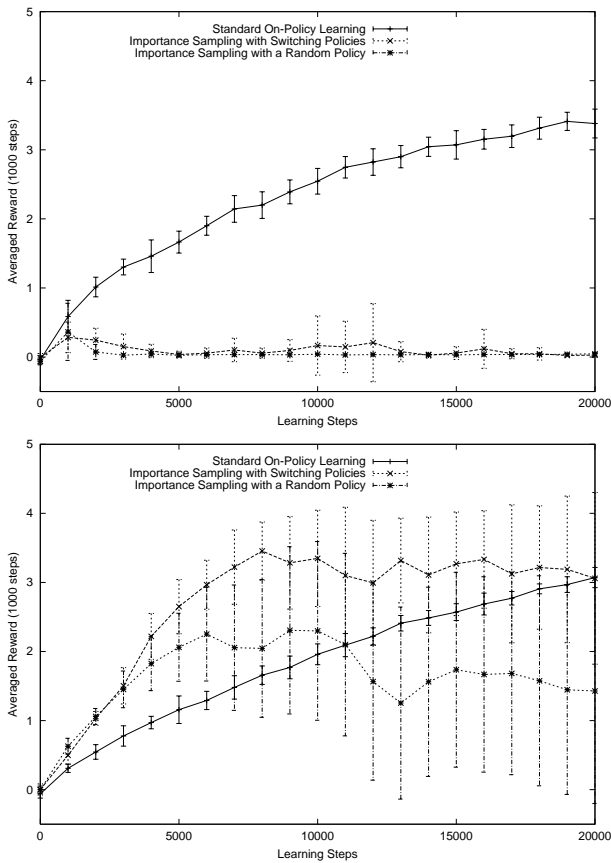 5
4
3
2
1
0
Averaged Reward (1000 steps)
Standard On-Policy Learning
Importance Sampling with Switching Policies
Importance Sampling with a Random Policy
0 5000 10000 15000 20000
Learning Steps
5
4
3
2
1
0
Averaged Reward (1000 steps)
Standard On-Policy Learning
Importance Sampling with Switching Policies
Importance Sampling with a Random Policy
0 5000 10000 15000 20000
Learning Steps